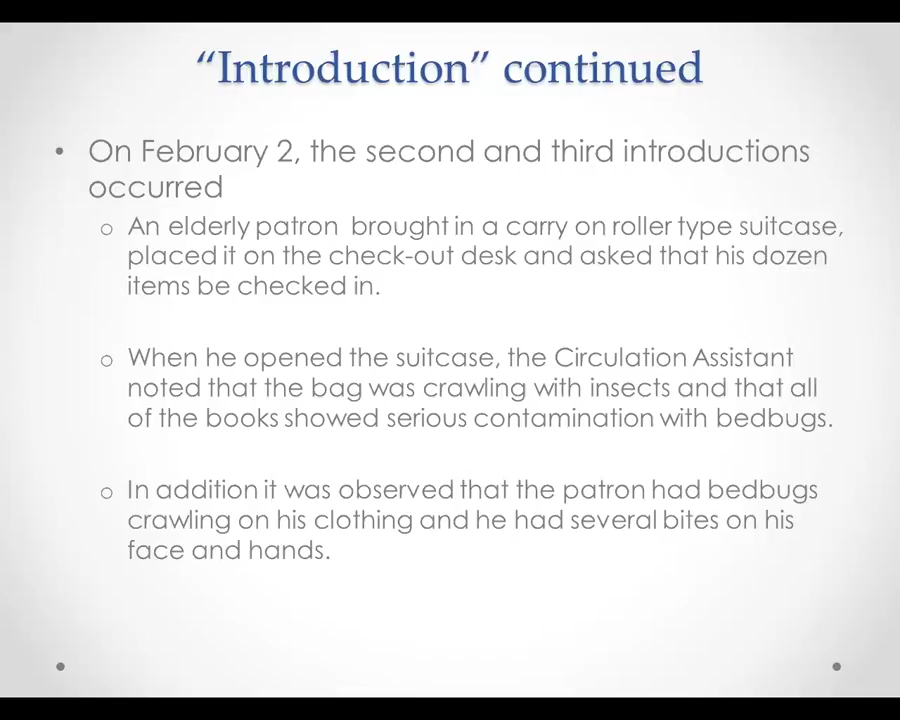 “Introduction” continued
• On February 2, the second and third introductions
occurred
o An elderly patron brought in a carry on roller type suitcase,
placed it on the check-out desk and asked that his dozen
items be checked in.
o When he opened the suitcase, the Circulation Assistant
noted that the bag was crawling with insects and that all
of the books showed serious contamination with bedbugs.
o In addition it was observed that the patron had bedbugs
crawling on his clothing and he had several bites on his
face and hands.